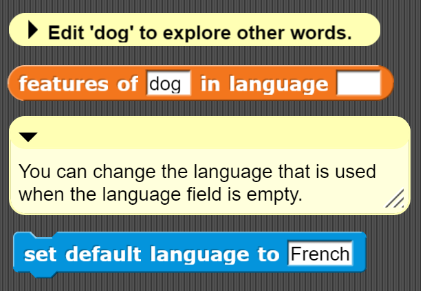 Edit 'dog' to explore other words.
features of dog in language
You can change the language that is used
when the language field is empty.
set default language to French